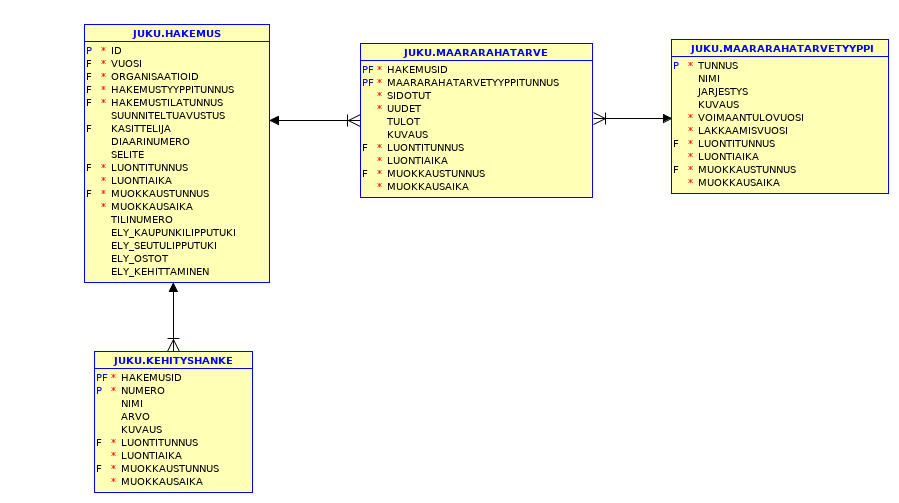 JUKU.HAKEMUS
P * ID
F * VUOSI
F * ORGANISAATIOID
F * HAKEMUSTYYPPITUNNUS
F * HAKEMUSTILATUNNUS
SUUNNITELTUAVUSTUS
F KASITTELIJA
DIAARINUMERO
SELITE
F * LUONTITUNNUS
* LUONTIAIKA
F * MUOKKAUSTUNNUS
* MUOKKAUSAIKA
TILINUMERO
ELY_KAUPUNKILIPPUTUKI
ELY_SEUTULIPPUTUKI
ELY_OSTOT
ELY_KEHITTAMINEN
JUKU.MAARARAHATARVE
PF * HAKEMUSID
PF * MAARARAHATARVETYYPPITUNNUS
* SIDOTUT
* UUDET
TULOT
KUVAUS
F * LUONTITUNNUS
* LUONTIAIKA
F * MUOKKAUSTUNNUS
* MUOKKAUSAIKA
JUKU.MAARARAHATARVETYYPPI
P * TUNNUS
NIMI
JARJESTYS
KUVAUS
* VOIMAANTULOVUOSI
* LAKKAAMISVUOSI
F * LUONTITUNNUS
* LUONTIAIKA
F * MUOKKAUSTUNNUS
* MUOKKAUSAIKA
JUKU.KEHITYSHANKE
PF * HAKEMUSID
P * NUMERO
NIMI
ARVO
KUVAUS
F * LUONTITUNNUS
* LUONTIAIKA
F * MUOKKAUSTUNNUS
* MUOKKAUSAIKA